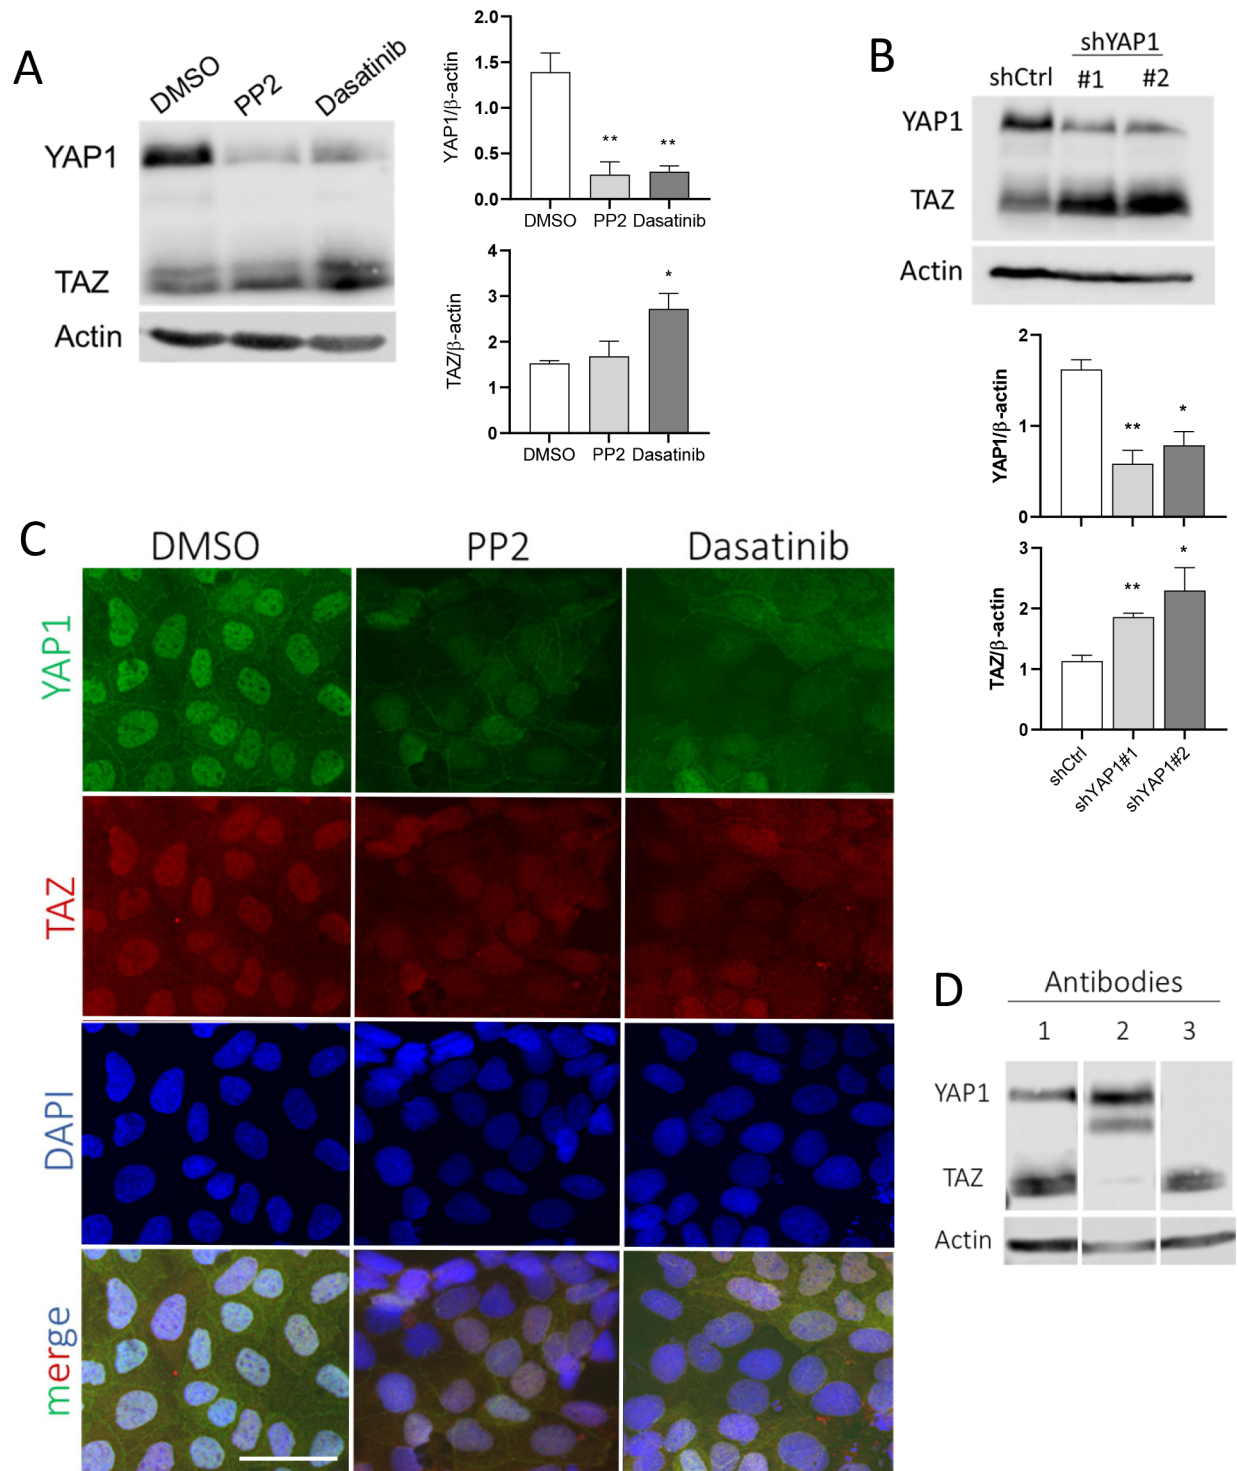 A
DMSO
PP2
Dasatinib
YAP1
TAZ
Actin
YAP1/β-actin
2.0
1.5
1.0
0.5
0.0
**
**
DMSO
PP2
Dasatinib
TAZ/β-actin
4
3
2
1
0
*
DMSO
PP2
Dasatinib
B
shYAP1
shCtrl
#1
#2
YAP1
TAZ
Actin
YAP1/β-actin
2
1
0
**
*
TAZ/β-actin
3
2
1
0
**
*
shCtrl
shYAP1#1
shYAP1#2
C
DMSO
PP2
Dasatinib
YAP1
TAZ
DAPI
merge
D
Antibodies
1
2
3
YAP1
TAZ
Actin